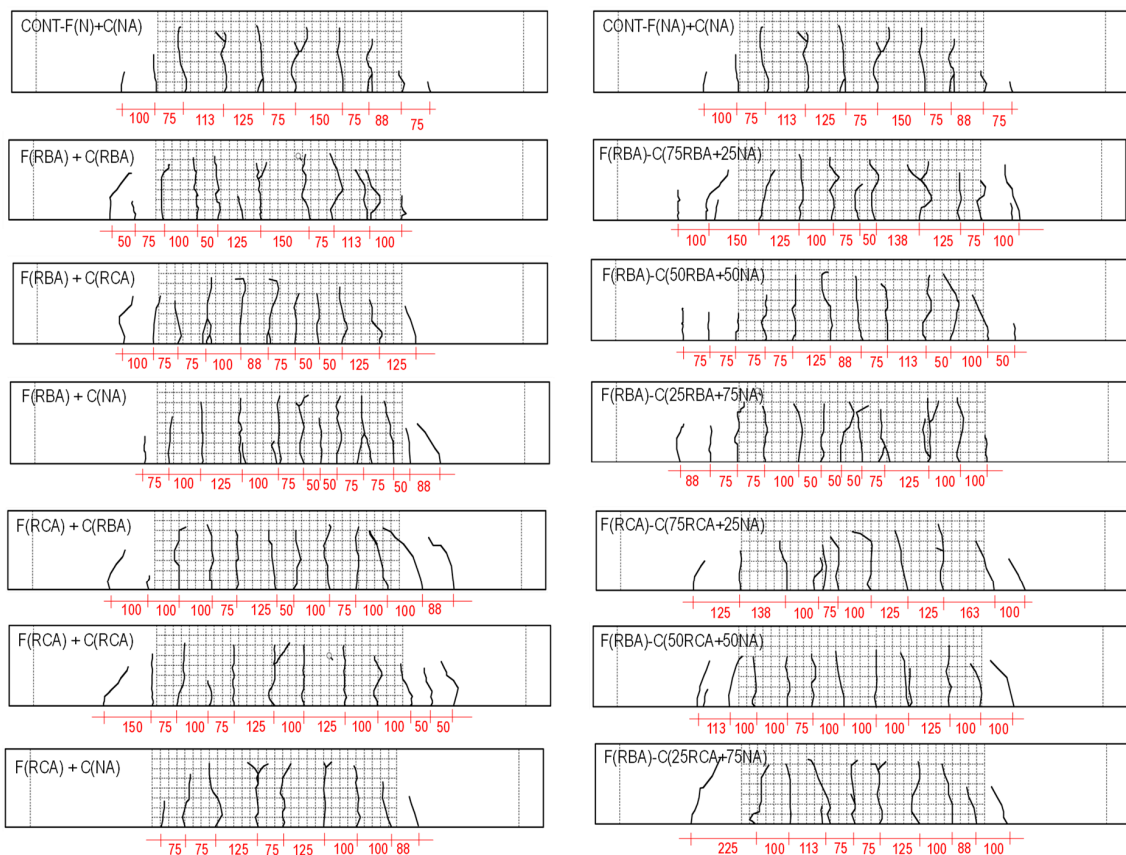 CONT-F(N)+C(NA)
100 75 113 125 75 150 75 88 75
F(RBA) + C(RBA)
50 75 100 50 125 150 75 113 100
F(RBA) + C(RCA)
100 75 75 100 88 75 50 50 125 125
F(RBA) + C(NA)
75 100 125 100 75 50 50 75 75 50 88
F(RCA) + C(RBA)
100 100 100 75 125 50 100 75 100 100 88
F(RCA) + C(RCA)
150 75 100 75 125 100 125 100 100 50 50
F(RCA) + C(NA)
75 75 125 75 125 100 100 88
CONT-F(NA)+C(NA)
100 75 113 125 75 150 75 88 75
F(RBA)-C(75RBA+25NA)
100 150 125 100 75 50 138 125 75 100
F(RBA)-C(50RBA+50NA)
75 75 75 75 125 88 75 113 50 100 50
F(RBA)-C(25RBA+75NA)
88 75 75 100 50 50 50 75 125 100 100
F(RCA)-C(75RCA+25NA)
125 138 100 75 100 125 125 163 100
F(RBA)-C(50RCA+50NA)
113 100 100 75 100 100 100 125 100 100
F(RBA)-C(25RCA+75NA)
225 100 113 75 75 125 100 88 100